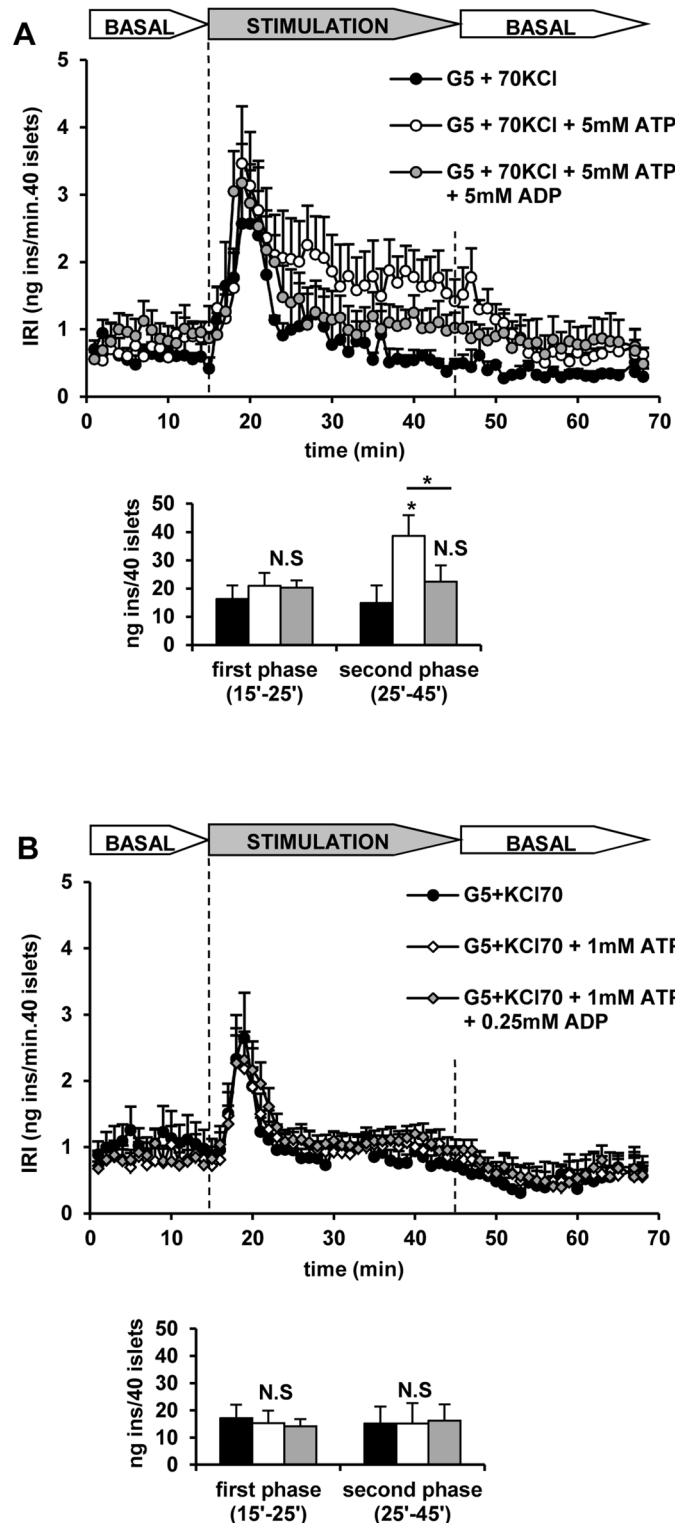 BASAL STIMULATION BASAL
A
5
4
3
2
1
0
IRI (ng ins/min.40 islets)
G5 + 70KCl
G5 + 70KCl + 5mM ATP
G5 + 70KCl + 5mM ATP
+ 5mM ADP
0 10 20 30 40 50 60 70
time (min)
50
40
30
20
10
0
ng ins/40 islets
*
*
N.S
N.S
first phase second phase
(15'-25') (25'-45')
BASAL STIMULATION BASAL
B
5
4
3
2
1
0
IRI (ng ins/min.40 islets)
G5+KCl70
G5+KCl70 + 1mM ATP
G5+KCl70 + 1mM ATP
+ 0.25mM ADP
0 10 20 30 40 50 60 70
time (min)
50
40
30
20
10
0
ng ins/40 islets
N.S N.S
first phase second phase
(15'-25') (25'-45')